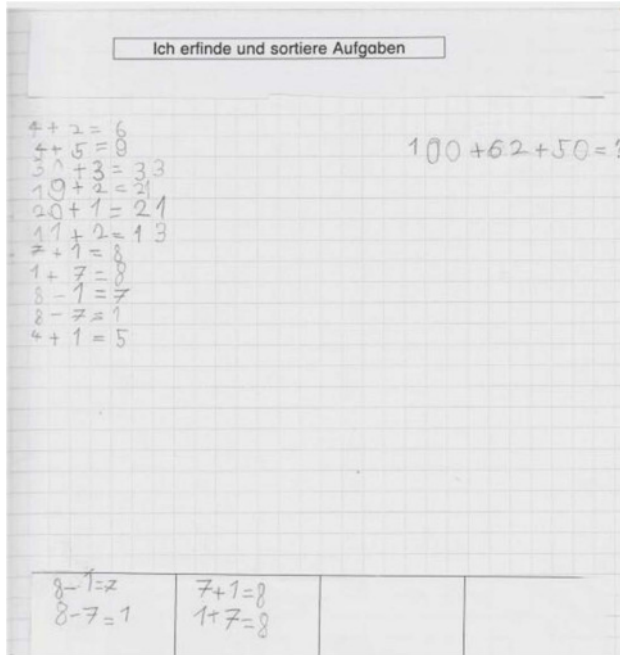 Ich erfinde und sortiere Aufgaben
4 + 2 = 6
4 + 5 = 9
30 + 3 = 33
19 + 2 = 21
20 + 1 = 21
11 + 2 = 13
7 + 1 = 8
1 + 7 = 8
8 - 1 = 7
8 - 7 = 1
4 + 1 = 5
100 + 62 + 50 =
8 - 1 = 7
8 - 7 = 1
7 + 1 = 8
1 + 7 = 8